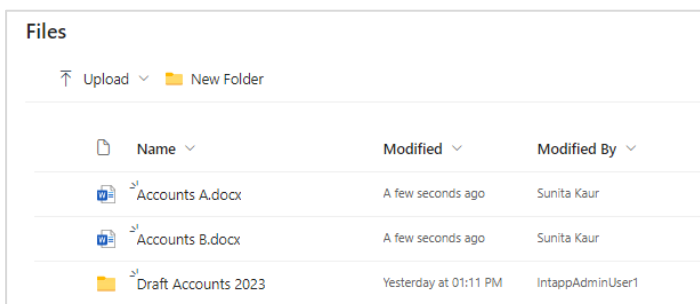 Files
Upload New Folder
Name Modified Modified By
Accounts A.docx A few seconds ago Sunita Kaur
Accounts B.docx A few seconds ago Sunita Kaur
Draft Accounts 2023 Yesterday at 01:11 PM IntappAdminUser1